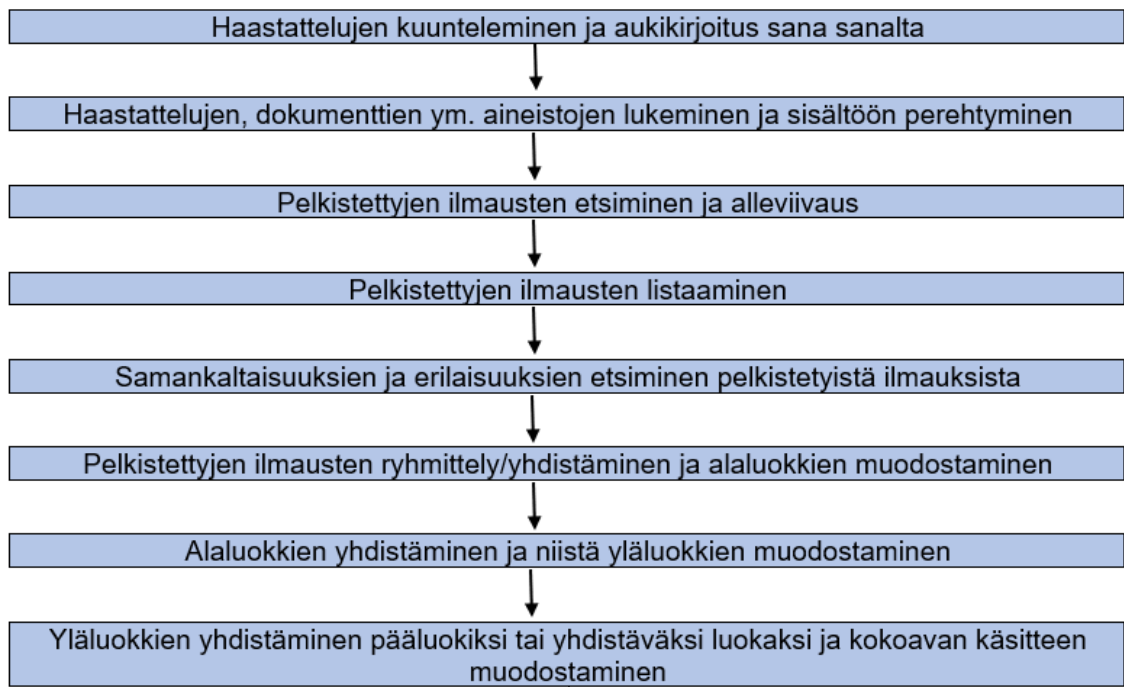 Haastattelujen kuunteleminen ja aukikirjoitus sana sanalta
Haastattelujen, dokumenttien ym. aineistojen lukeminen ja sisältöön perehtyminen
Pelkistettyjen ilmausten etsiminen ja alleviivaus
Pelkistettyjen ilmausten listaaminen
Samankaltaisuuksien ja erilaisuuksien etsiminen pelkistetyistä ilmauksista
Pelkistettyjen ilmausten ryhmittely/yhdistäminen ja alaluokkien muodostaminen
Alaluokkien yhdistäminen ja niistä yläluokkien muodostaminen
Yläluokkien yhdistäminen pääluokiksi tai yhdistäväksi luokaksi ja kokoavan käsitteen
muodostaminen